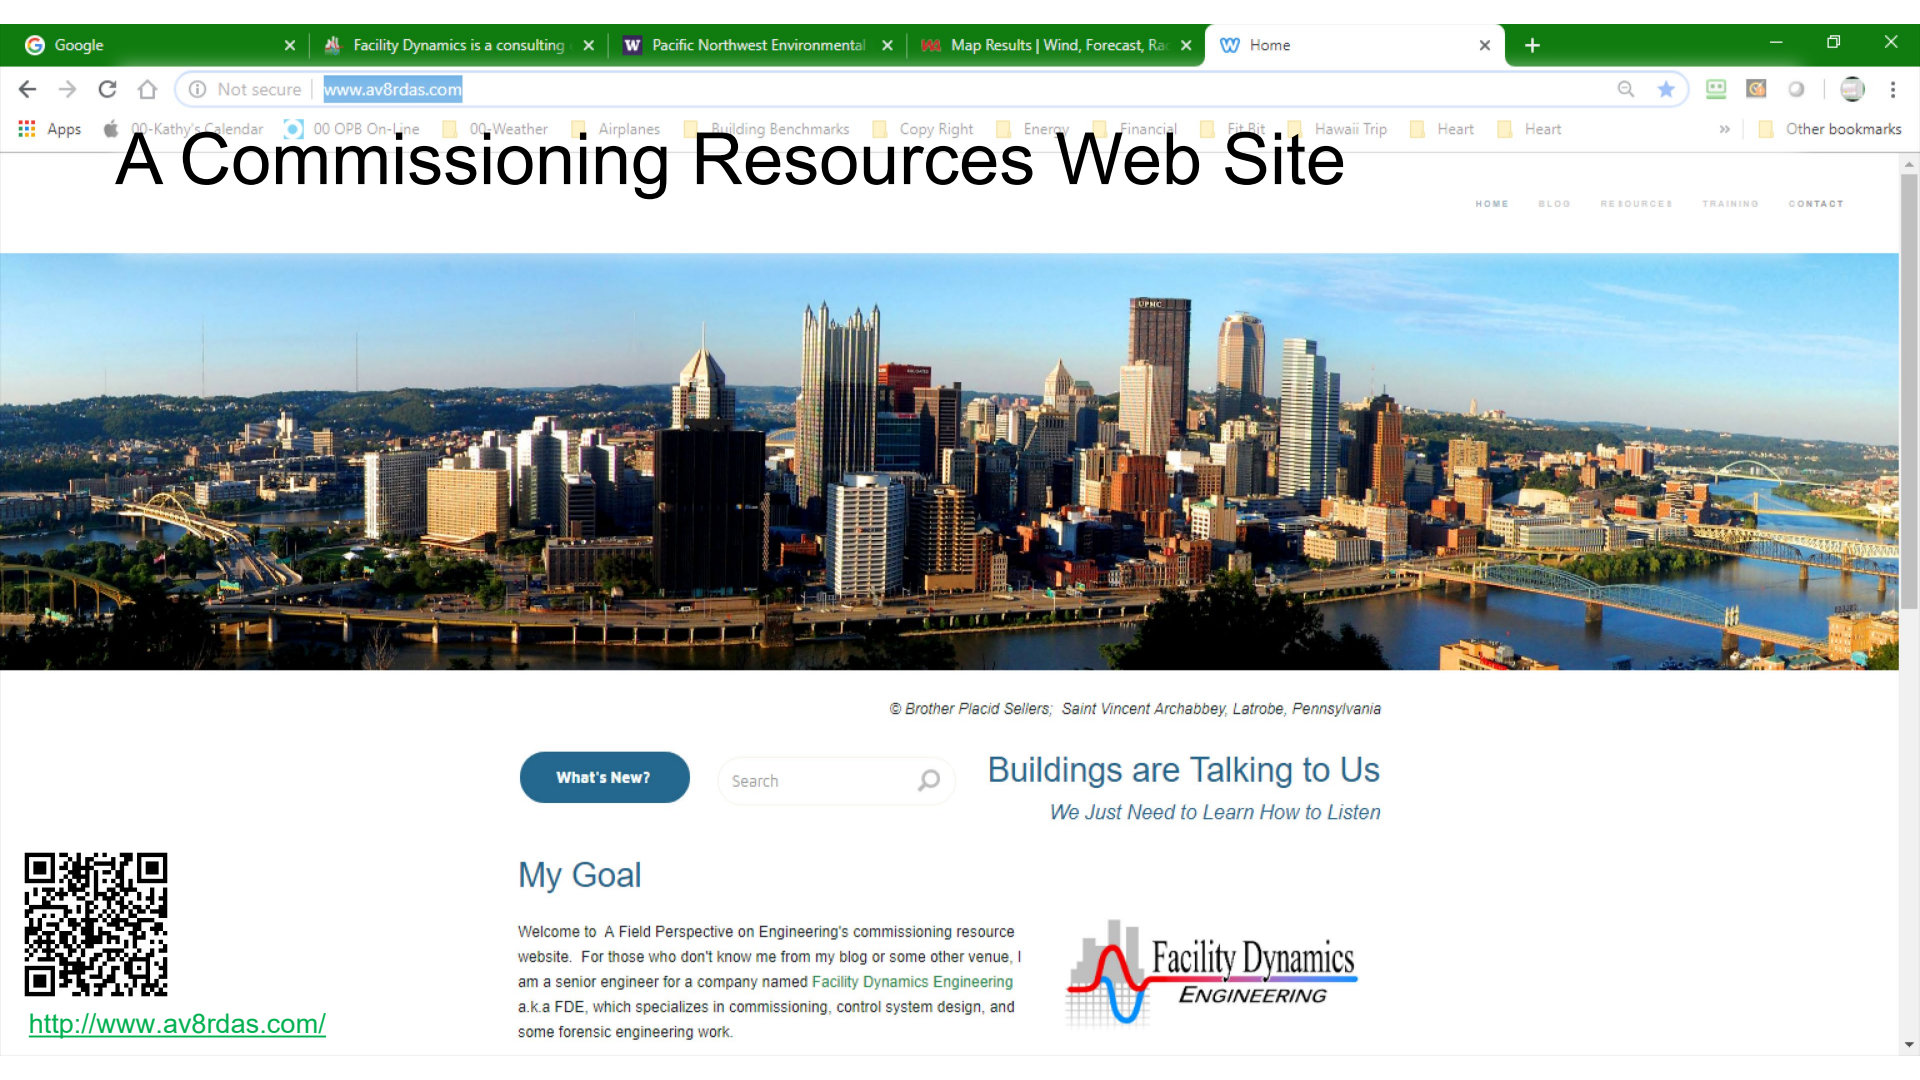 Google
Facility Dynamics is a consulting
Pacific Northwest Environmental
Map Results | Wind, Forecast, Ra
Home
Not secure
www.av8rdas.com
Apps
00-Kathy's Calendar
00 OPB On-Line
00-Weather
Airplanes
Building Benchmarks
Copy Right
Energy
Financial
Fit Bit
Hawaii Trip
Heart
Heart
»
Other bookmarks
A Commissioning Resources Web Site
HOME
BLOG
RESOURCES
TRAINING
CONTACT
UPMC
© Brother Placid Sellers; Saint Vincent Archabbey, Latrobe, Pennsylvania
What's New?
Search
Buildings are Talking to Us
We Just Need to Learn How to Listen
My Goal
Welcome to A Field Perspective on Engineering's commissioning resource
website. For those who don't know me from my blog or some other venue, I
am a senior engineer for a company named Facility Dynamics Engineering
a.k.a FDE, which specializes in commissioning, control system design, and
some forensic engineering work.
Facility Dynamics
ENGINEERING
http://www.av8rdas.com/